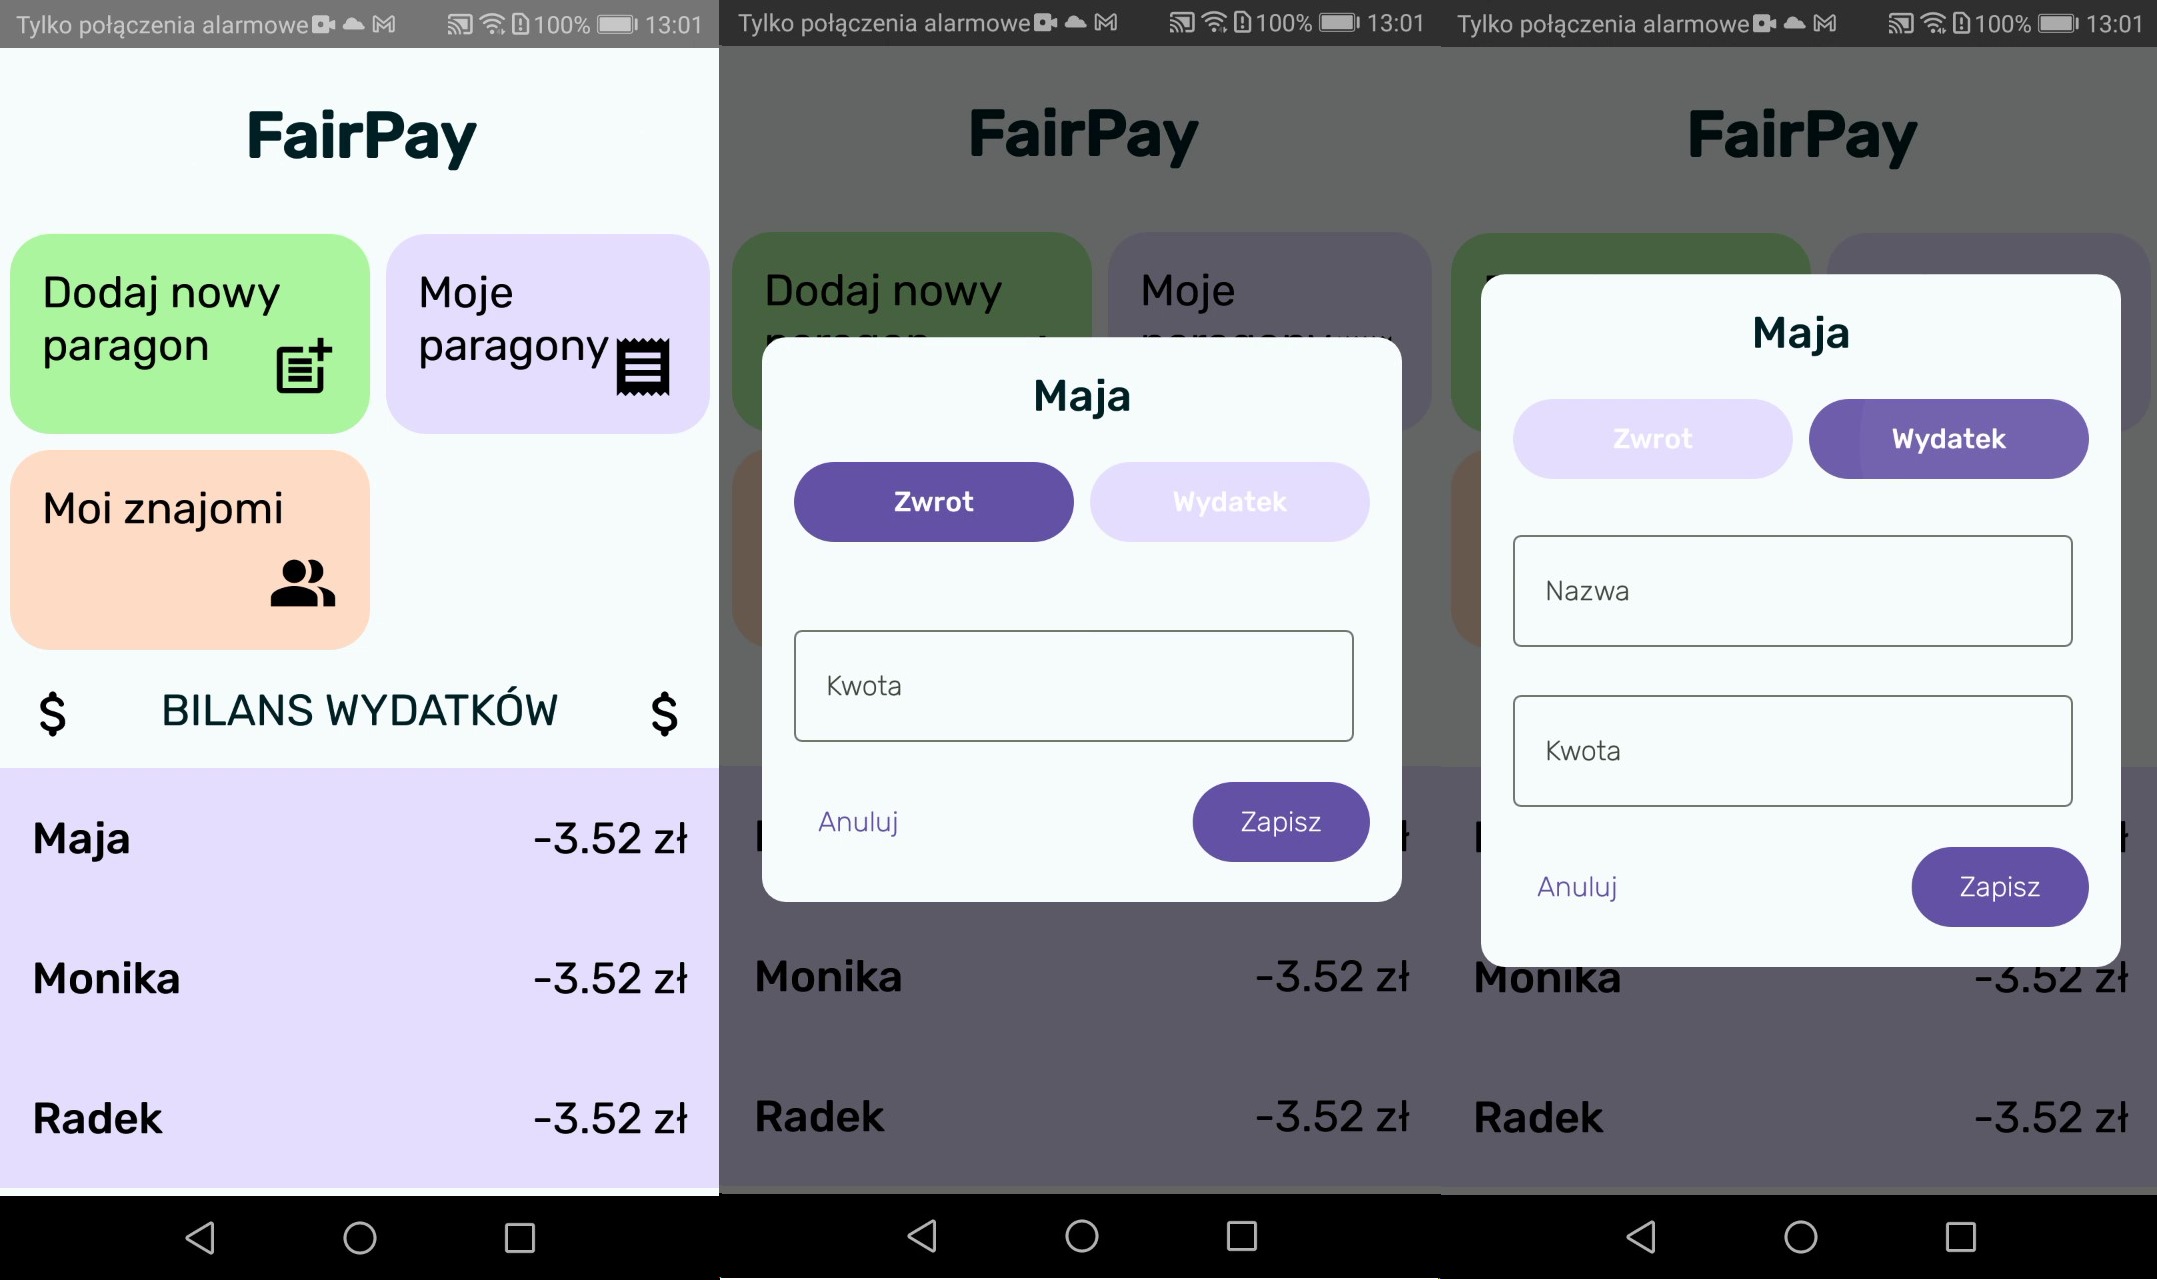 Tylko połączenia alarmowe 100% 13:01
FairPay
Dodaj nowy
paragon
Moje
paragony
Moi znajomi
$ BILANS WYDATKÓW $
Maja -3.52 zł
Monika -3.52 zł
Radek -3.52 zł
Tylko połączenia alarmowe 100% 13:01
FairPay
Dodaj nowy
Moje
Maja
Zwrot Wydatek
Kwota
Anuluj Zapisz
Monika -3.52 zł
Radek -3.52 zł
Tylko połączenia alarmowe 100% 13:01
FairPay
Maja
Zwrot Wydatek
Nazwa
Kwota
Anuluj Zapisz
Monika -3.52 zł
Radek -3.52 zł